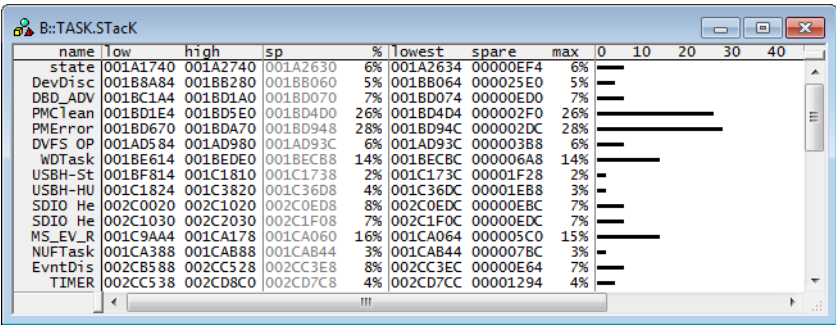 B::TASK.STacK
name low high sp % lowest spare max 0 10 20 30 40
state 001A1740 001A2740 001A2630 6% 001A2634 00000EF4 6%
DevDisc 001B8A84 001BB280 001BB060 5% 001BB064 000025E0 5%
DBD_ADV 001BC1A4 001BD1A0 001BD070 7% 001BD074 00000ED0 7%
PMClean 001BD1E4 001BD5E0 001BD4D0 26% 001BD4D4 000002F0 26%
PMError 001BD670 001BDA70 001BD948 28% 001BD94C 000002DC 28%
DVFS OP 001AD584 001AD980 001AD93C 6% 001AD93C 000003B8 6%
WDTask 001BE614 001BEDE0 001BECB8 14% 001BECBC 000006A8 14%
USBH-St 001BF814 001C1810 001C1738 2% 001C173C 00001F28 2%
USBH-HU 001C1824 001C3820 001C36D8 4% 001C36DC 00001EB8 3%
SDIO He 002C0020 002C1020 002C0ED8 8% 002C0EDC 00000EBC 7%
SDIO He 002C1030 002C2030 002C1F08 7% 002C1F0C 00000EDC 7%
MS_EV_R 001C9AA4 001CA178 001CA060 16% 001CA064 000005C0 15%
NUFTask 001CA388 001CAB88 001CAB44 3% 001CAB44 000007BC 3%
EvntDis 002CB588 002CC528 002CC3E8 8% 002CC3EC 00000E64 7%
TIMER 002CC538 002CD8C0 002CD7C8 4% 002CD7CC 00001294 4%